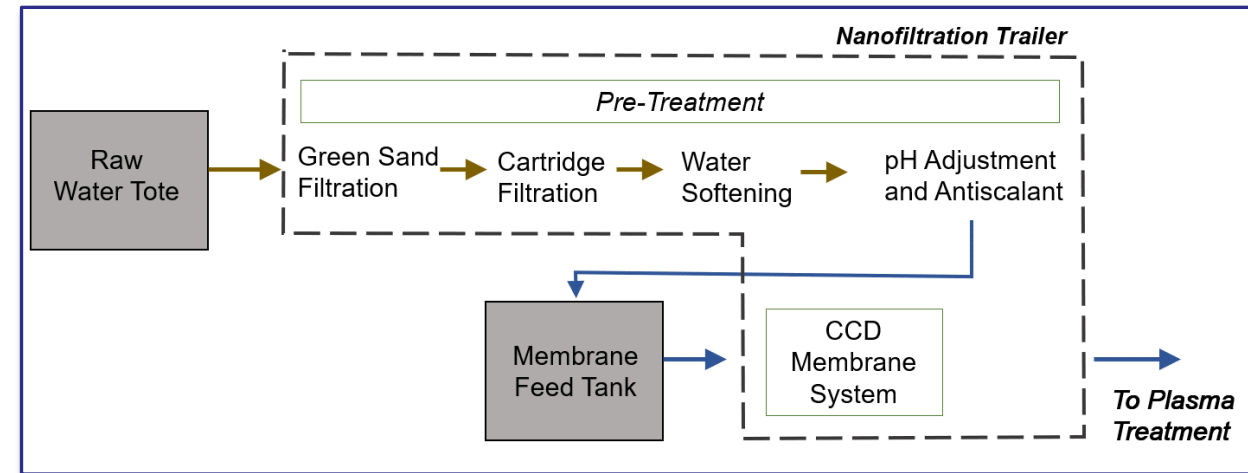 Nanofiltration Trailer
Pre-Treatment
Raw
Water Tote
Green Sand
Filtration
Cartridge
Filtration
Water
Softening
pH Adjustment
and Antiscalant
Membrane
Feed Tank
CCD
Membrane
System
To Plasma
Treatment